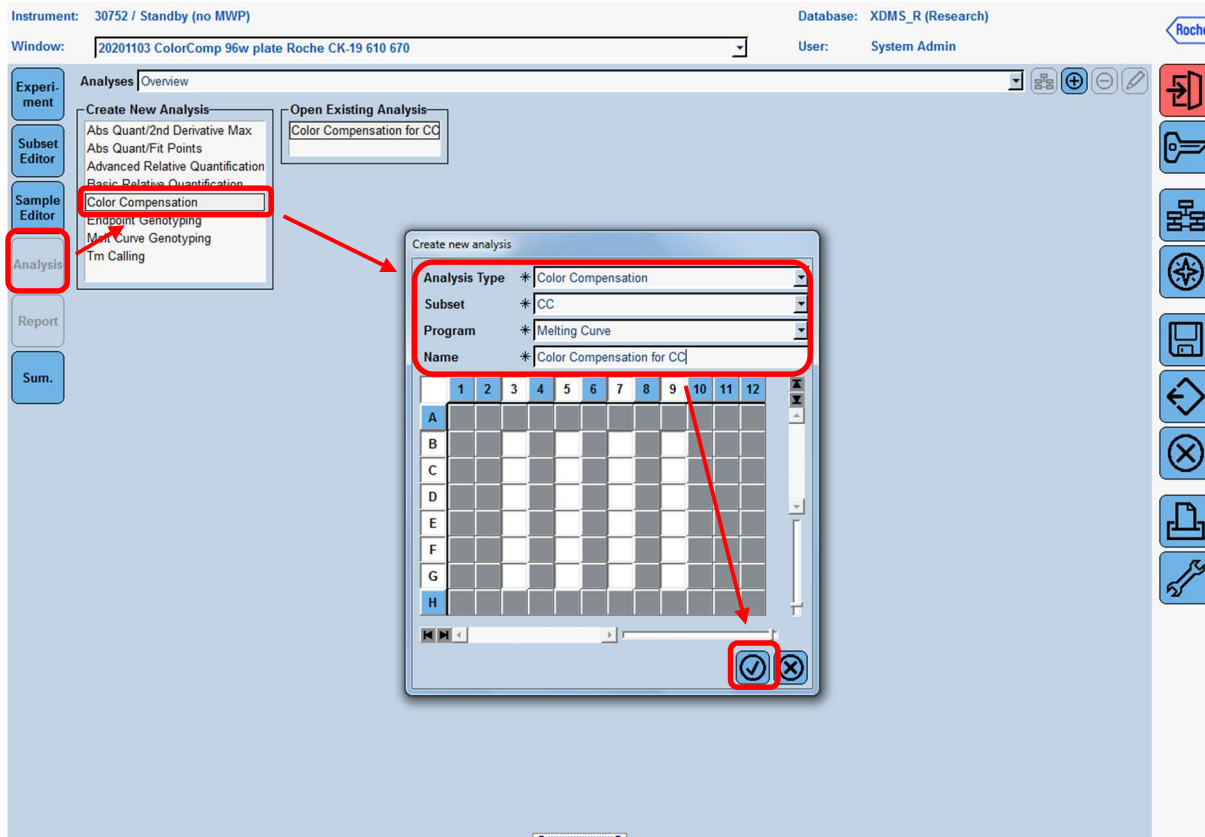 Instrument: 30752 / Standby (no MWP) Database: XDMS_R (Research)
Window: 20201103 ColorComp 96w plate Roche CK-19 610 670 User: System Admin
Roche
Experi-
ment
Subset
Editor
Sample
Editor
Analysis
Report
Sum.
Analyses Overview
Create New Analysis
Abs Quant/2nd Derivative Max
Abs Quant/Fit Points
Advanced Relative Quantification
Basic Relative Quantification
Color Compensation
Endpoint Genotyping
Melt Curve Genotyping
Tm Calling
Open Existing Analysis
Color Compensation for CC
Create new analysis
Analysis Type * Color Compensation
Subset * CC
Program * Melting Curve
Name * Color Compensation for CC
1 2 3 4 5 6 7 8 9 10 11 12
A
B
C
D
E
F
G
H